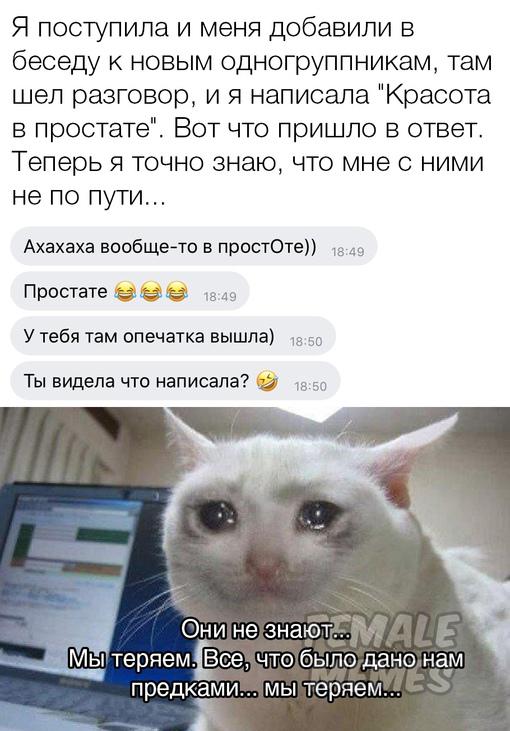 Я поступила и меня добавили в
беседу к новым одногруппникам, там
шел разговор, и я написала "Красота
в простате". Вот что пришло в ответ.
Теперь я точно знаю, что мне с ними
не по пути...
Ахахаха вообще-то в простОте)) 18:49
Простате 😂😂😂 18:49
У тебя там опечатка вышла) 18:50
Ты видела что написала? 🤣 18:50
Они не знают...
Мы теряем. Все, что было дано нам
предками... мы теряем...
FEMALE
MEMES